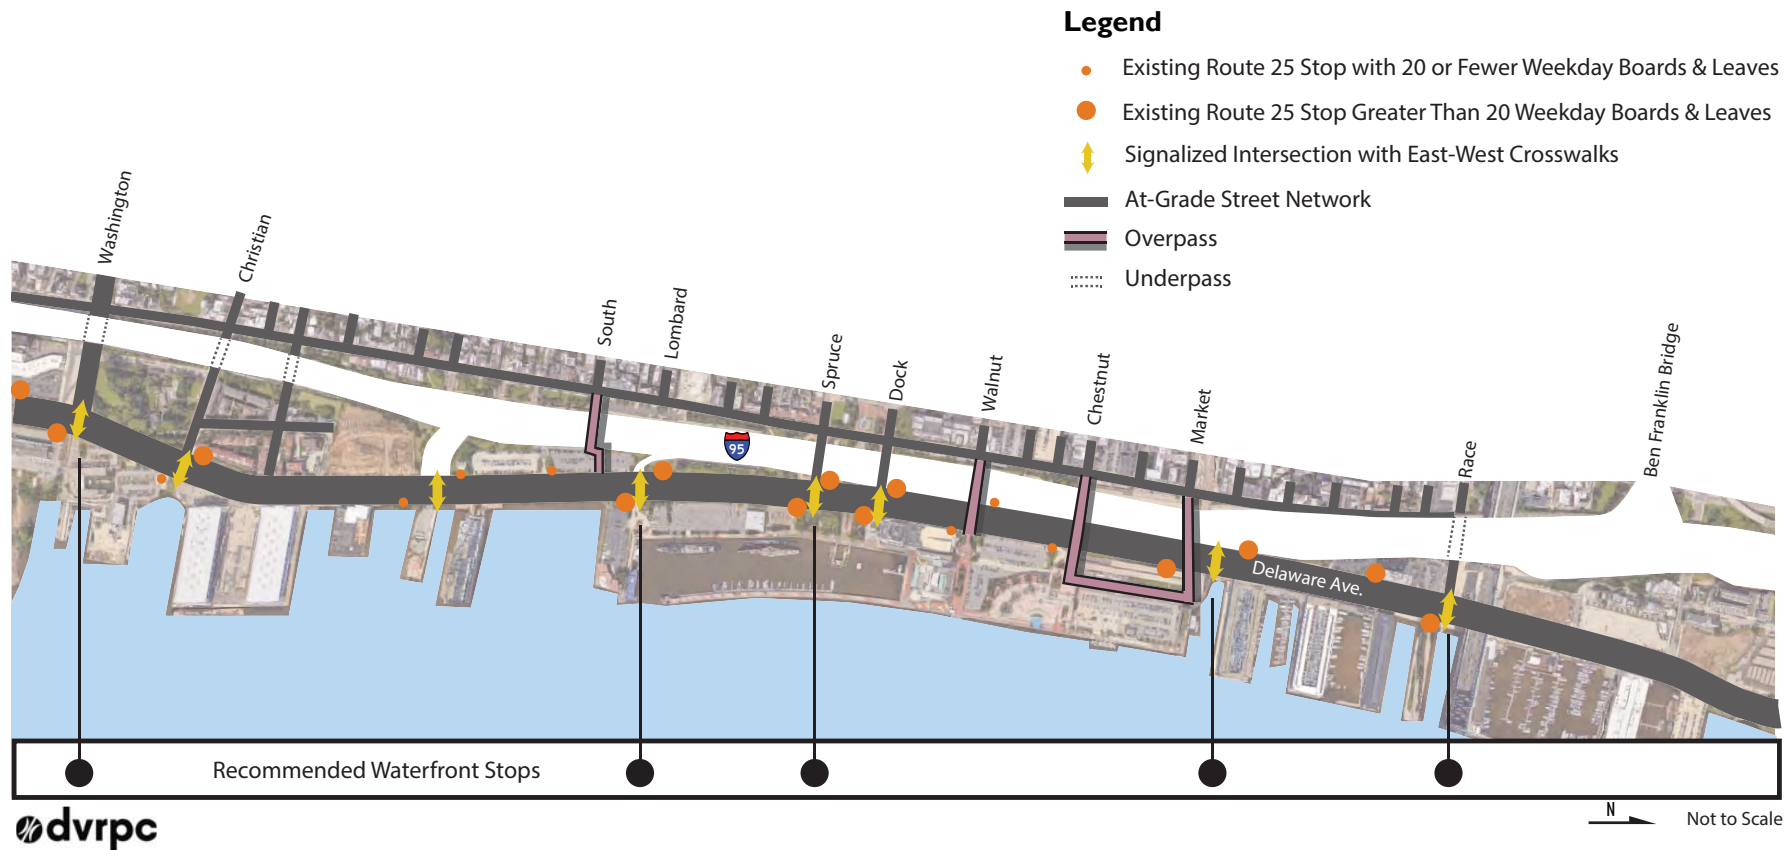 Legend
Existing Route 25 Stop with 20 or Fewer Weekday Boards & Leaves
Existing Route 25 Stop Greater Than 20 Weekday Boards & Leaves
Signalized Intersection with East-West Crosswalks
At-Grade Street Network
Overpass
Underpass
Washington
Christian
South
Lombard
Spruce
Dock
Walnut
Chestnut
Market
Race
Ben Franklin Bridge
95
Delaware Ave.
Recommended Waterfront Stops
N
Not to Scale
dvrpc